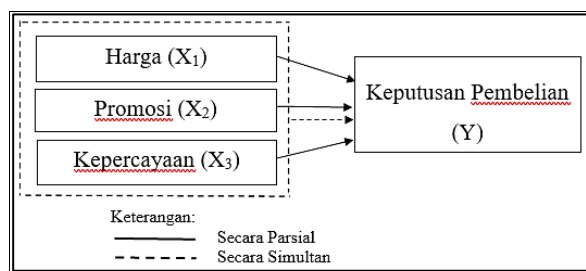 Harga (X₁)
Promosi (X₂)
Kepercayaan (X₃)
Keputusan Pembelian
(Y)
Keterangan:
Secara Parsial
Secara Simultan